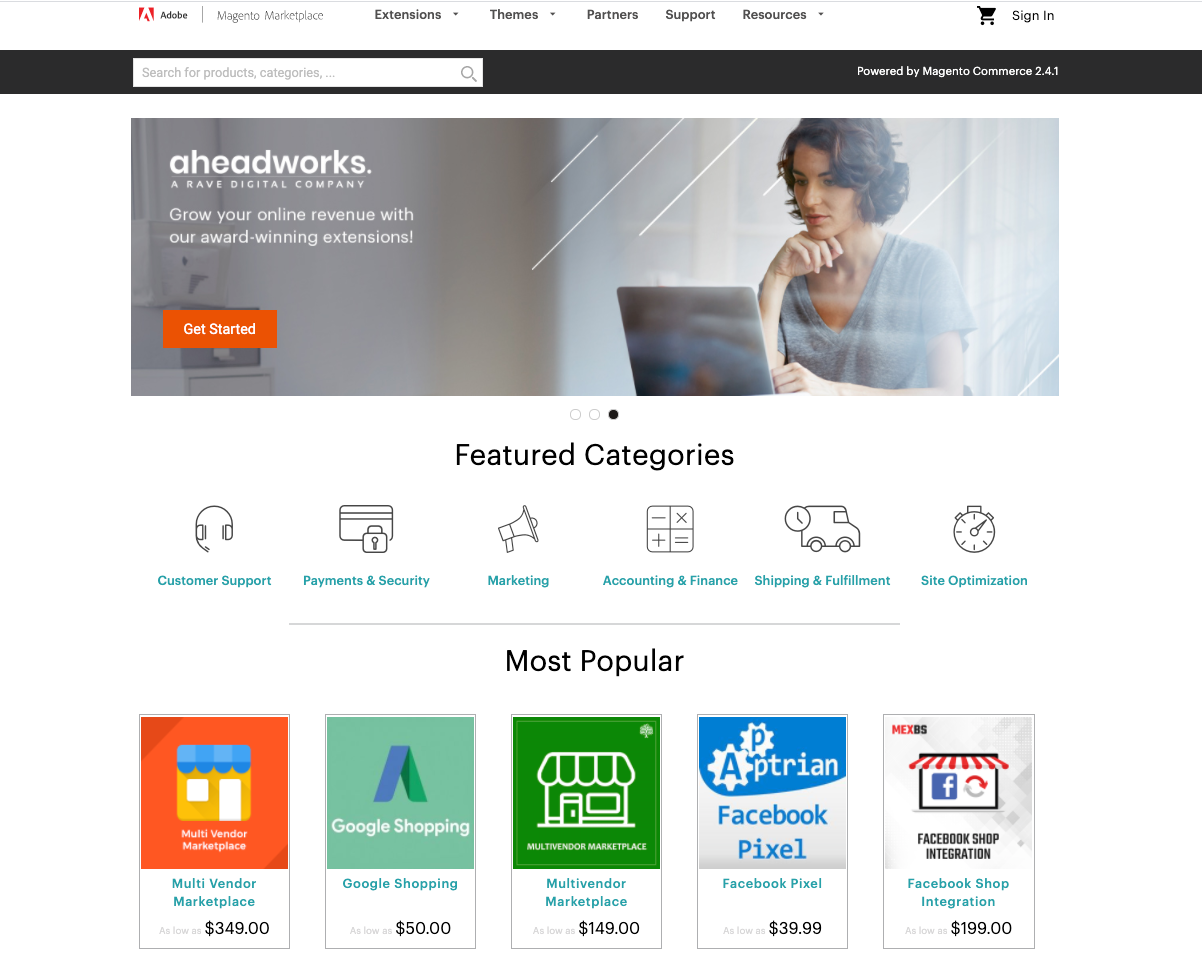 Adobe
Magento Marketplace
Extensions
Themes
Partners
Support
Resources
Sign In
Search for products, categories, ...
Powered by Magento Commerce 2.4.1
aheadworks.
A RAVE DIGITAL COMPANY
Grow your online revenue with
our award-winning extensions!
Get Started
Featured Categories
Customer Support
Payments & Security
Marketing
Accounting & Finance
Shipping & Fulfillment
Site Optimization
Most Popular
Multi Vendor
Marketplace
Multi Vendor
Marketplace
As low as $349.00
Google Shopping
Google Shopping
As low as $50.00
MULTIVENDOR MARKETPLACE
Multivendor
Marketplace
As low as $149.00
Apptrian
Facebook
Pixel
Facebook Pixel
As low as $39.99
MEXBS
FACEBOOK SHOP
INTEGRATION
Facebook Shop
Integration
As low as $199.00